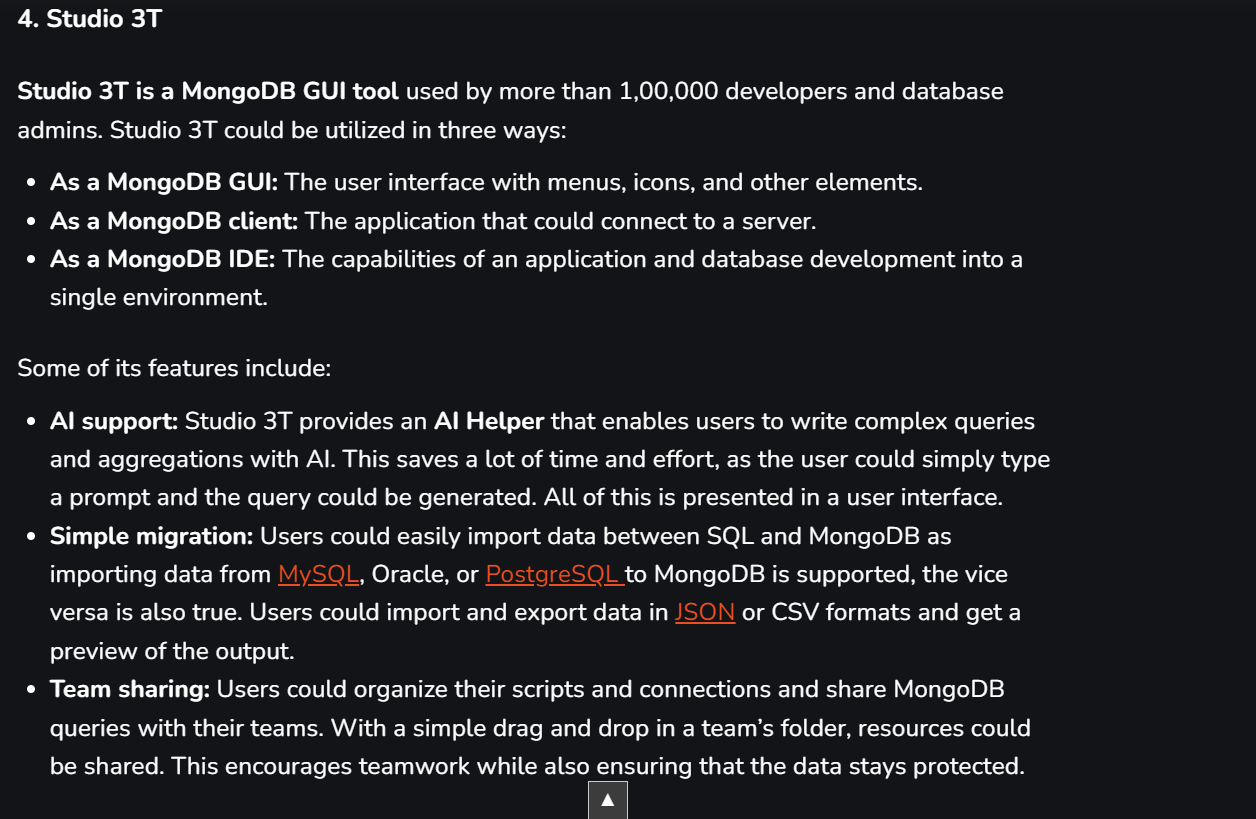 4. Studio 3T
Studio 3T is a MongoDB GUI tool used by more than 1,00,000 developers and database
admins. Studio 3T could be utilized in three ways:
• As a MongoDB GUI: The user interface with menus, icons, and other elements.
• As a MongoDB client: The application that could connect to a server.
• As a MongoDB IDE: The capabilities of an application and database development into a
single environment.
Some of its features include:
• AI support: Studio 3T provides an AI Helper that enables users to write complex queries
and aggregations with AI. This saves a lot of time and effort, as the user could simply type
a prompt and the query could be generated. All of this is presented in a user interface.
• Simple migration: Users could easily import data between SQL and MongoDB as
importing data from MySQL, Oracle, or PostgreSQL to MongoDB is supported, the vice
versa is also true. Users could import and export data in JSON or CSV formats and get a
preview of the output.
• Team sharing: Users could organize their scripts and connections and share MongoDB
queries with their teams. With a simple drag and drop in a team’s folder, resources could
be shared. This encourages teamwork while also ensuring that the data stays protected.